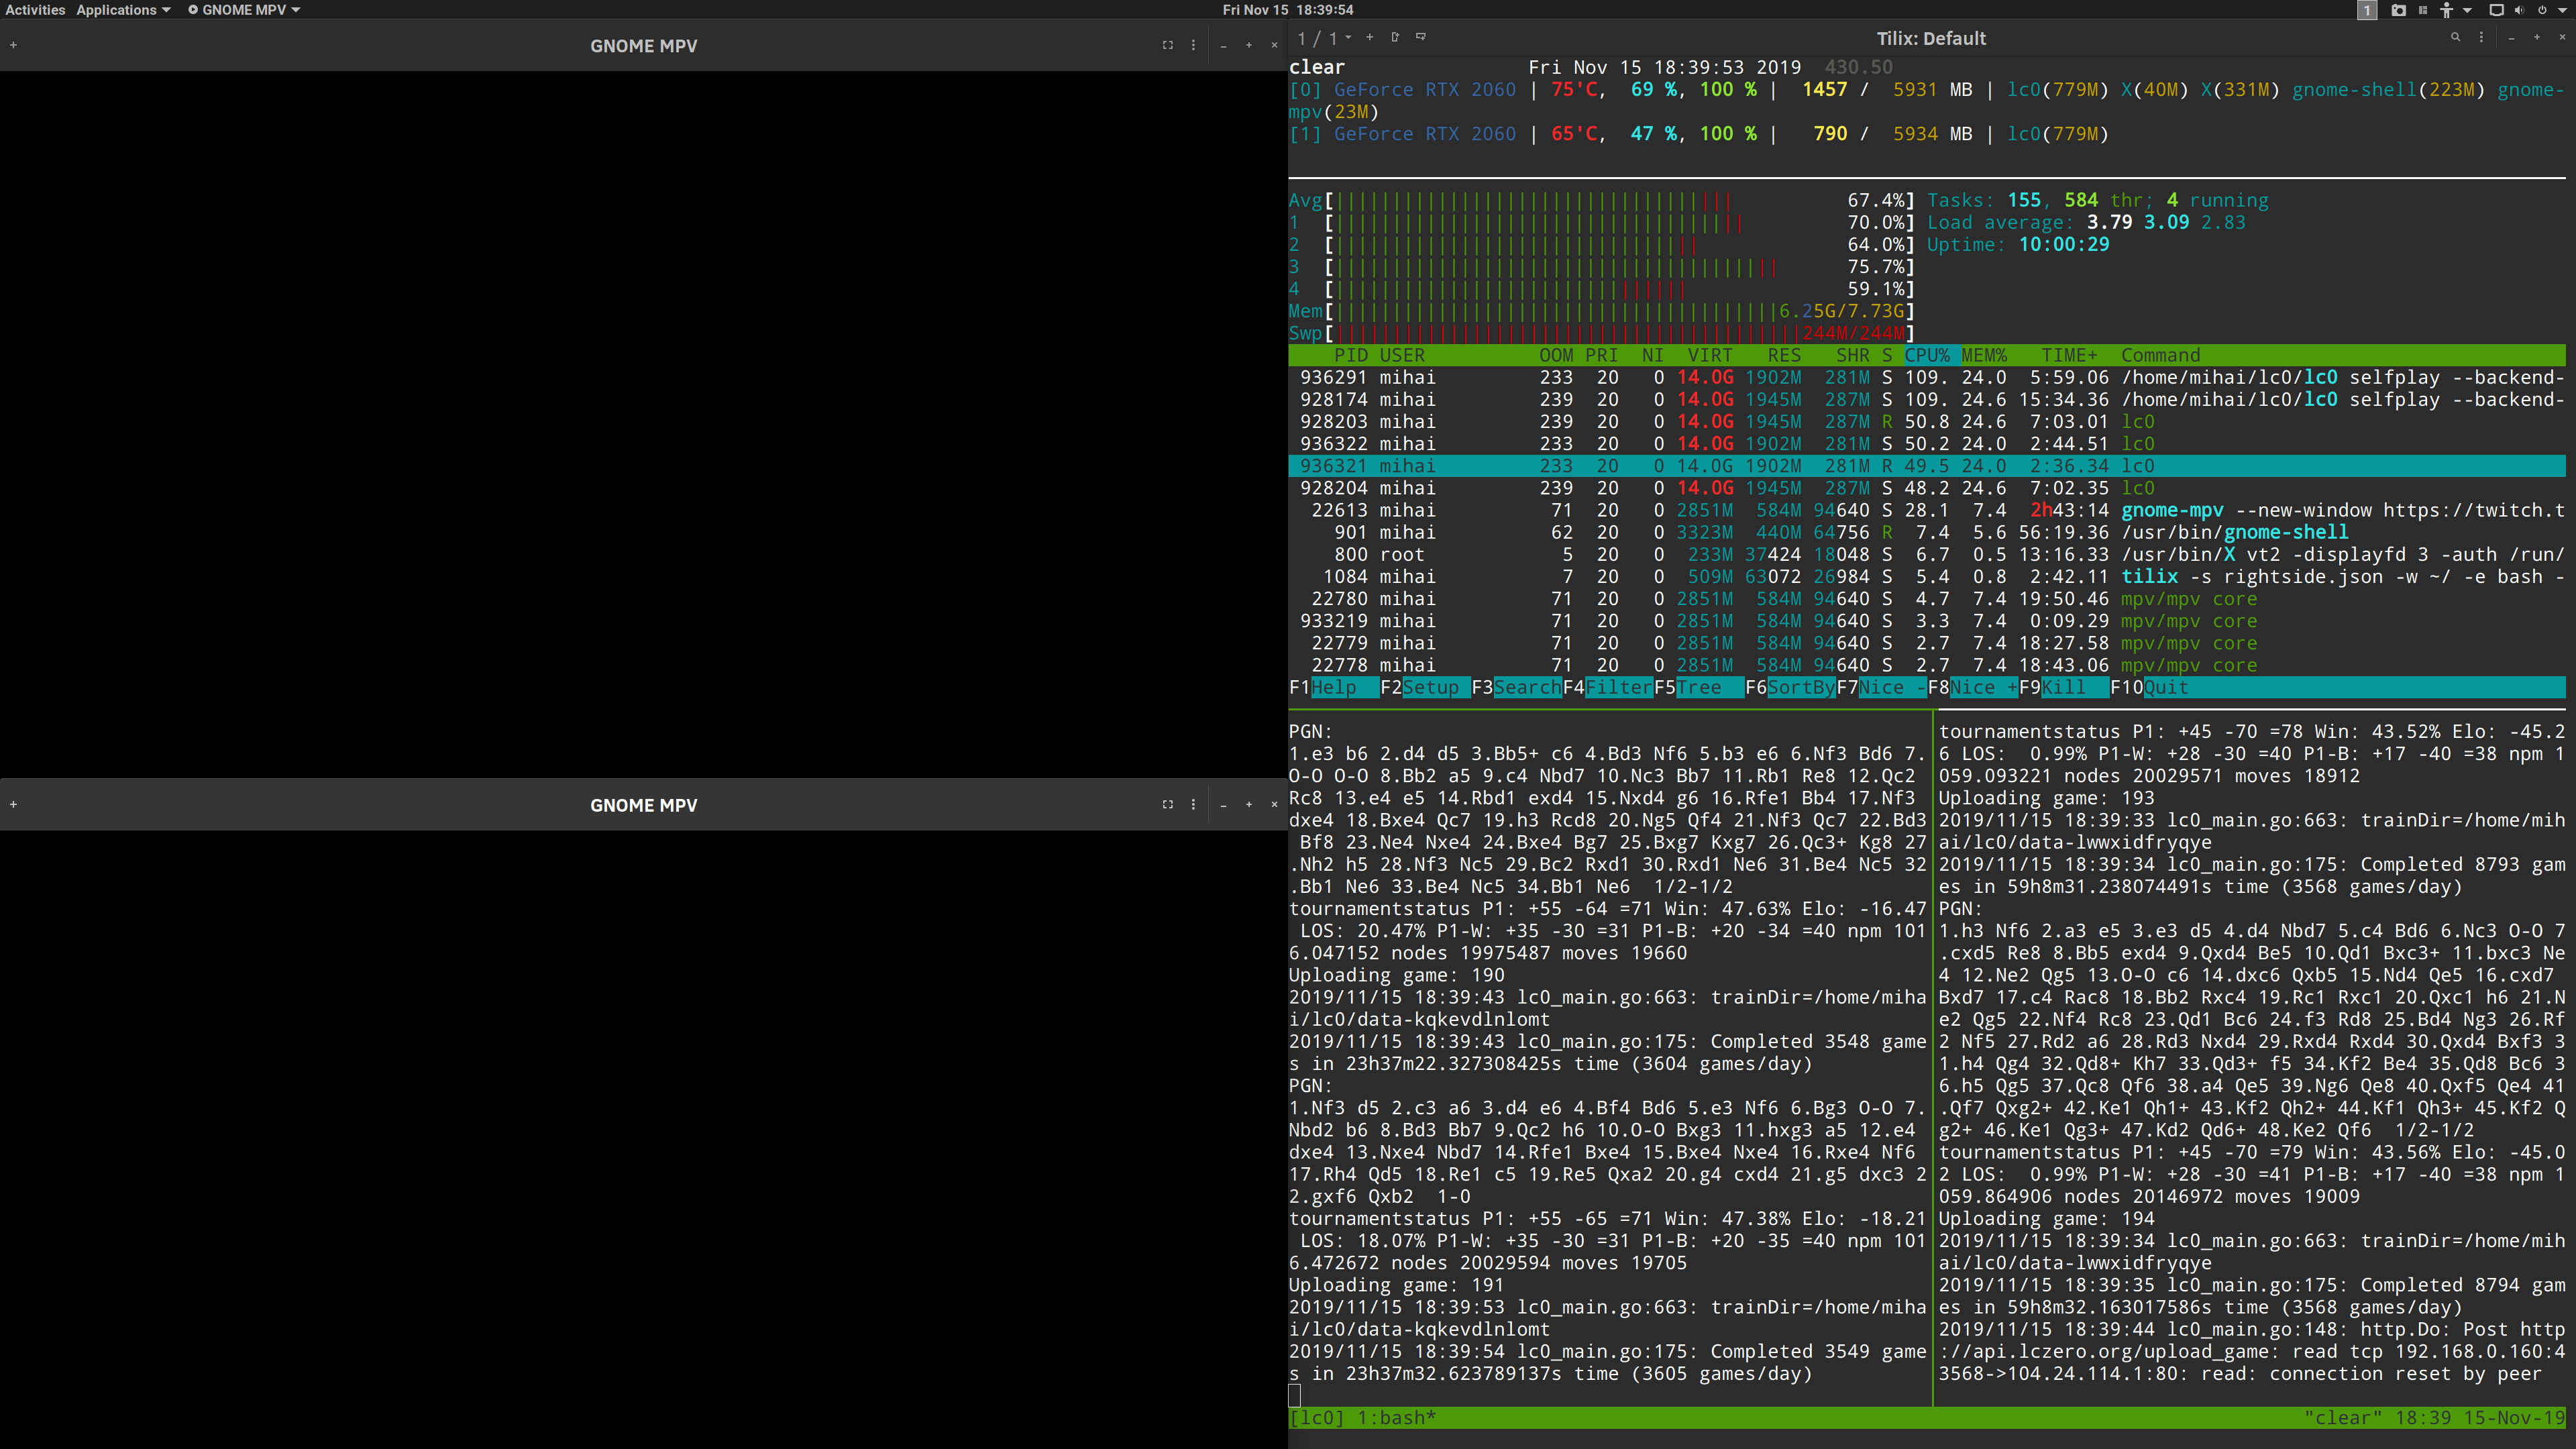 Activities Applications GNOME MPV
Fri Nov 15 18:39:54
1
GNOME MPV
GNOME MPV
1 / 1
Tilix: Default
clear Fri Nov 15 18:39:53 2019 430.50
[0] GeForce RTX 2060 | 75'C, 69 %, 100 % | 1457 / 5931 MB | lc0(779M) X(40M) X(331M) gnome-shell(223M) gnome-
mpv(23M)
[1] GeForce RTX 2060 | 65'C, 47 %, 100 % | 790 / 5934 MB | lc0(779M)
Avg[ 67.4%] Tasks: 155, 584 thr; 4 running
1 [ 70.0%] Load average: 3.79 3.09 2.83
2 [ 64.0%] Uptime: 10:00:29
3 [ 75.7%]
4 [ 59.1%]
Mem[ 6.25G/7.73G]
Swp[ 244M/244M]
PID USER OOM PRI NI VIRT RES SHR S CPU% MEM% TIME+ Command
936291 mihai 233 20 0 14.0G 1902M 281M S 109. 24.0 5:59.06 /home/mihai/lc0/lc0 selfplay --backend-
928174 mihai 239 20 0 14.0G 1945M 287M S 109. 24.6 15:34.36 /home/mihai/lc0/lc0 selfplay --backend-
928203 mihai 239 20 0 14.0G 1945M 287M R 50.8 24.6 7:03.01 lc0
936322 mihai 233 20 0 14.0G 1902M 281M S 50.2 24.0 2:44.51 lc0
936321 mihai 233 20 0 14.0G 1902M 281M R 49.5 24.0 2:36.34 lc0
928204 mihai 239 20 0 14.0G 1945M 287M S 48.2 24.6 7:02.35 lc0
22613 mihai 71 20 0 2851M 584M 94640 S 28.1 7.4 2h43:14 gnome-mpv --new-window https://twitch.t
901 mihai 62 20 0 3323M 440M 64756 R 7.4 5.6 56:19.36 /usr/bin/gnome-shell
800 root 5 20 0 233M 37424 18048 S 6.7 0.5 13:16.33 /usr/bin/X vt2 -displayfd 3 -auth /run/
1084 mihai 7 20 0 509M 63072 26984 S 5.4 0.8 2:42.11 tilix -s rightside.json -w ~/ -e bash -
22780 mihai 71 20 0 2851M 584M 94640 S 4.7 7.4 19:50.46 mpv/mpv core
933219 mihai 71 20 0 2851M 584M 94640 S 3.3 7.4 0:09.29 mpv/mpv core
22779 mihai 71 20 0 2851M 584M 94640 S 2.7 7.4 18:27.58 mpv/mpv core
22778 mihai 71 20 0 2851M 584M 94640 S 2.7 7.4 18:43.06 mpv/mpv core
F1Help F2Setup F3SearchF4FilterF5Tree F6SortByF7Nice -F8Nice +F9Kill F10Quit
PGN:
1.e3 b6 2.d4 d5 3.Bb5+ c6 4.Bd3 Nf6 5.b3 e6 6.Nf3 Bd6 7.
O-O O-O 8.Bb2 a5 9.c4 Nbd7 10.Nc3 Bb7 11.Rb1 Re8 12.Qc2
Rc8 13.e4 e5 14.Rbd1 exd4 15.Nxd4 g6 16.Rfe1 Bb4 17.Nf3
dxe4 18.Bxe4 Qc7 19.h3 Rcd8 20.Ng5 Qf4 21.Nf3 Qc7 22.Bd3
Bf8 23.Ne4 Nxe4 24.Bxe4 Bg7 25.Bxg7 Kxg7 26.Qc3+ Kg8 27
.Nh2 h5 28.Nf3 Nc5 29.Bc2 Rxd1 30.Rxd1 Ne6 31.Be4 Nc5 32
.Bb1 Ne6 33.Be4 Nc5 34.Bb1 Ne6 1/2-1/2
tournamentstatus P1: +55 -64 =71 Win: 47.63% Elo: -16.47
LOS: 20.47% P1-W: +35 -30 =31 P1-B: +20 -34 =40 npm 101
6.047152 nodes 19975487 moves 19660
Uploading game: 190
2019/11/15 18:39:43 lc0_main.go:663: trainDir=/home/miha
i/lc0/data-kqkevdlnlomt
2019/11/15 18:39:43 lc0_main.go:175: Completed 3548 game
s in 23h37m22.327308425s time (3604 games/day)
PGN:
1.Nf3 d5 2.c3 a6 3.d4 e6 4.Bf4 Bd6 5.e3 Nf6 6.Bg3 O-O 7.
Nbd2 b6 8.Bd3 Bb7 9.Qc2 h6 10.O-O Bxg3 11.hxg3 a5 12.e4
dxe4 13.Nxe4 Nbd7 14.Rfe1 Bxe4 15.Bxe4 Nxe4 16.Rxe4 Nf6
17.Rh4 Qd5 18.Re1 c5 19.Re5 Qxa2 20.g4 cxd4 21.g5 dxc3 2
2.gxf6 Qxb2 1-0
tournamentstatus P1: +55 -65 =71 Win: 47.38% Elo: -18.21
LOS: 18.07% P1-W: +35 -30 =31 P1-B: +20 -35 =40 npm 101
6.472672 nodes 20029594 moves 19705
Uploading game: 191
2019/11/15 18:39:53 lc0_main.go:663: trainDir=/home/miha
i/lc0/data-kqkevdlnlomt
2019/11/15 18:39:54 lc0_main.go:175: Completed 3549 game
s in 23h37m32.623789137s time (3605 games/day)
tournamentstatus P1: +45 -70 =78 Win: 43.52% Elo: -45.2
6 LOS: 0.99% P1-W: +28 -30 =40 P1-B: +17 -40 =38 npm 1
059.093221 nodes 20029571 moves 18912
Uploading game: 193
2019/11/15 18:39:33 lc0_main.go:663: trainDir=/home/mih
ai/lc0/data-lwwxidfryqye
2019/11/15 18:39:34 lc0_main.go:175: Completed 8793 gam
es in 59h8m31.238074491s time (3568 games/day)
PGN:
1.h3 Nf6 2.a3 e5 3.e3 d5 4.d4 Nbd7 5.c4 Bd6 6.Nc3 O-O 7
.cxd5 Re8 8.Bb5 exd4 9.Qxd4 Be5 10.Qd1 Bxc3+ 11.bxc3 Ne
4 12.Ne2 Qg5 13.O-O c6 14.dxc6 Qxb5 15.Nd4 Qe5 16.cxd7
Bxd7 17.c4 Rac8 18.Bb2 Rxc4 19.Rc1 Rxc1 20.Qxc1 h6 21.N
e2 Qg5 22.Nf4 Rc8 23.Qd1 Bc6 24.f3 Rd8 25.Bd4 Ng3 26.Rf
2 Nf5 27.Rd2 a6 28.Rd3 Nxd4 29.Rxd4 Rxd4 30.Qxd4 Bxf3 3
1.h4 Qg4 32.Qd8+ Kh7 33.Qd3+ f5 34.Kf2 Be4 35.Qd8 Bc6 3
6.h5 Qg5 37.Qc8 Qf6 38.a4 Qe5 39.Ng6 Qe8 40.Qxf5 Qe4 41
.Qf7 Qxg2+ 42.Ke1 Qh1+ 43.Kf2 Qh2+ 44.Kf1 Qh3+ 45.Kf2 Q
g2+ 46.Ke1 Qg3+ 47.Kd2 Qd6+ 48.Ke2 Qf6 1/2-1/2
tournamentstatus P1: +45 -70 =79 Win: 43.56% Elo: -45.0
2 LOS: 0.99% P1-W: +28 -30 =41 P1-B: +17 -40 =38 npm 1
059.864906 nodes 20146972 moves 19009
Uploading game: 194
2019/11/15 18:39:34 lc0_main.go:663: trainDir=/home/mih
ai/lc0/data-lwwxidfryqye
2019/11/15 18:39:35 lc0_main.go:175: Completed 8794 gam
es in 59h8m32.163017586s time (3568 games/day)
2019/11/15 18:39:44 lc0_main.go:148: http.Do: Post http
://api.lczero.org/upload_game: read tcp 192.168.0.160:4
3568->104.24.114.1:80: read: connection reset by peer
[lc0] 1:bash* "clear" 18:39 15-Nov-19